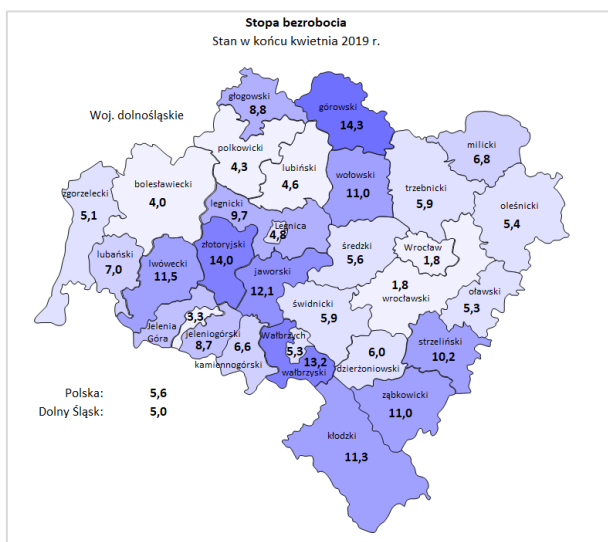 Stopa bezrobocia
Stan w końcu kwietnia 2019 r.
Woj. dolnośląskie
głogowski
8,8
górowski
14,3
milicki
6,8
polkowicki
4,3
lubiński
4,6
wołowski
11,0
trzebnicki
5,9
oleśnicki
5,4
zgorzelecki
5,1
bolesławiecki
4,0
legnicki
9,7
Legnica
4,8
złotoryjski
14,0
średzki
5,6
Wrocław
1,8
lubański
7,0
lwówecki
11,5
jaworski
12,1
1,8
wrocławski
oławski
5,3
świdnicki
5,9
3,3
Jelenia
Góra
jeleniogórski
8,7
6,6
kamiennogórski
Wałbrzych
5,3
13,2
wałbrzyski
6,0
dzierżoniowski
strzeliński
10,2
ząbkowicki
11,0
kłodzki
11,3
Polska: 5,6
Dolny Śląsk: 5,0